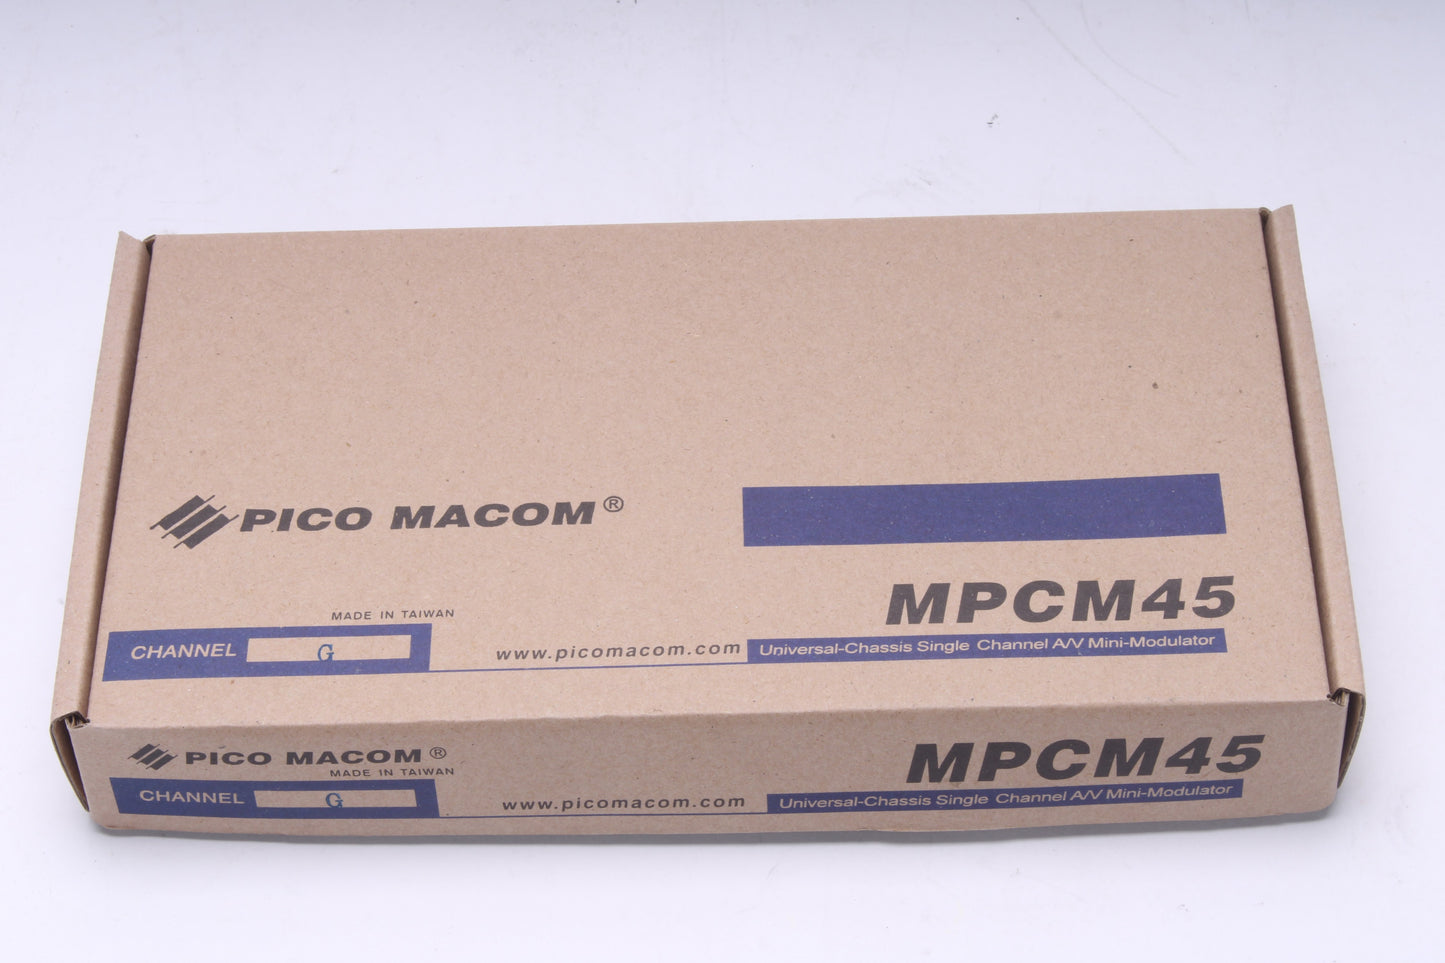 PICO MACOM®
MPCM45
MADE IN TAIWAN
CHANNEL G
www.picomacom.com
Universal-Chassis Single Channel A/V Mini-Modulator
PICO MACOM®
MADE IN TAIWAN
MPCM45
CHANNEL G
www.picomacom.com
Universal-Chassis Single Channel A/V Mini-Modulator